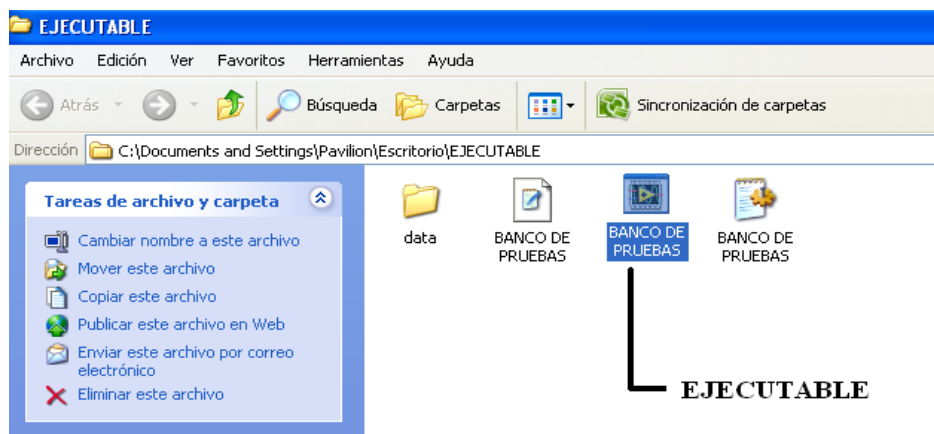 EJECUTABLE
Archivo Edición Ver Favoritos Herramientas Ayuda
Atrás Búsqueda Carpetas Sincronización de carpetas
Dirección C:\Documents and Settings\Pavilion\Escritorio\EJECUTABLE
Tareas de archivo y carpeta
Cambiar nombre a este archivo
Mover este archivo
Copiar este archivo
Publicar este archivo en Web
Enviar este archivo por correo
electrónico
Eliminar este archivo
data
BANCO DE
PRUEBAS
BANCO DE
PRUEBAS
BANCO DE
PRUEBAS
EJECUTABLE